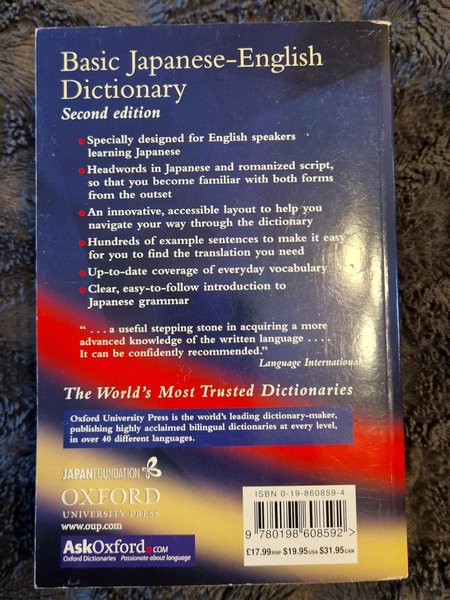 Basic Japanese–English
Dictionary
Second edition
• Specially designed for English speakers
learning Japanese
• Headwords in Japanese and romanized script,
so that you become familiar with both forms
from the outset
• An innovative, accessible layout to help you
navigate your way through the dictionary
• Hundreds of example sentences to make it easy
for you to find the translation you need
• Up-to-date coverage of everyday vocabulary
• Clear, easy-to-follow introduction to
Japanese grammar
“ . . . a useful stepping stone in acquiring a more
advanced knowledge of the written language . . . .
It can be confidently recommended.”
Language International
The World's Most Trusted Dictionaries
Oxford University Press is the world's leading dictionary-maker,
publishing highly acclaimed bilingual dictionaries at every level,
in over 40 different languages.
JAPANFOUNDATION
OXFORD
UNIVERSITY PRESS
www.oup.com
AskOxford.COM
Oxford Dictionaries Passionate about language
ISBN 0-19-860859-4
9 780198 608592 >
£17.99 RRP $19.95 USA $31.95 CAN